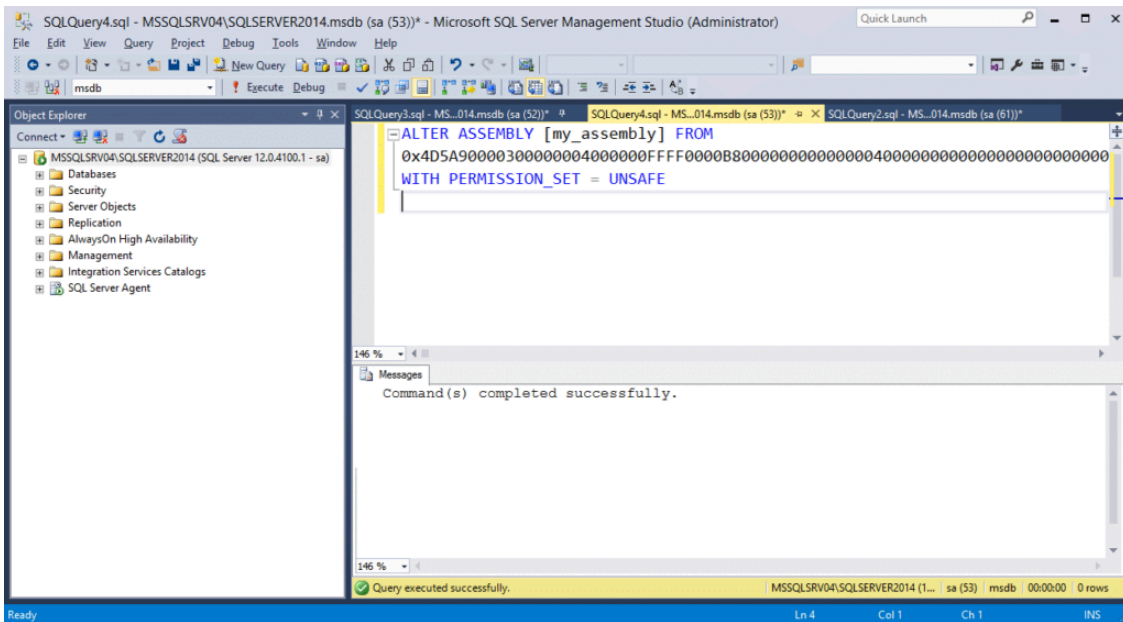 SQLQuery4.sql - MSSQLSRV04\SQLSERVER2014.msdb (sa (53))* - Microsoft SQL Server Management Studio (Administrator)
Quick Launch
File Edit View Query Project Debug Tools Window Help
New Query
msdb
Execute Debug
Object Explorer
SQLQuery3.sql - MS...014.msdb (sa (52))*
SQLQuery4.sql - MS...014.msdb (sa (53))*
SQLQuery2.sql - MS...014.msdb (sa (61))*
Connect
MSSQLSRV04\SQLSERVER2014 (SQL Server 12.0.4100.1 - sa)
Databases
Security
Server Objects
Replication
AlwaysOn High Availability
Management
Integration Services Catalogs
SQL Server Agent
ALTER ASSEMBLY [my_assembly] FROM
WITH PERMISSION_SET = UNSAFE
146 %
Messages
Command(s) completed successfully.
146 %
Query executed successfully.
MSSQLSRV04\SQLSERVER2014 (1... sa (53) msdb 00:00:00 0 rows
Ready
Ln 4 Col 1 Ch 1 INS